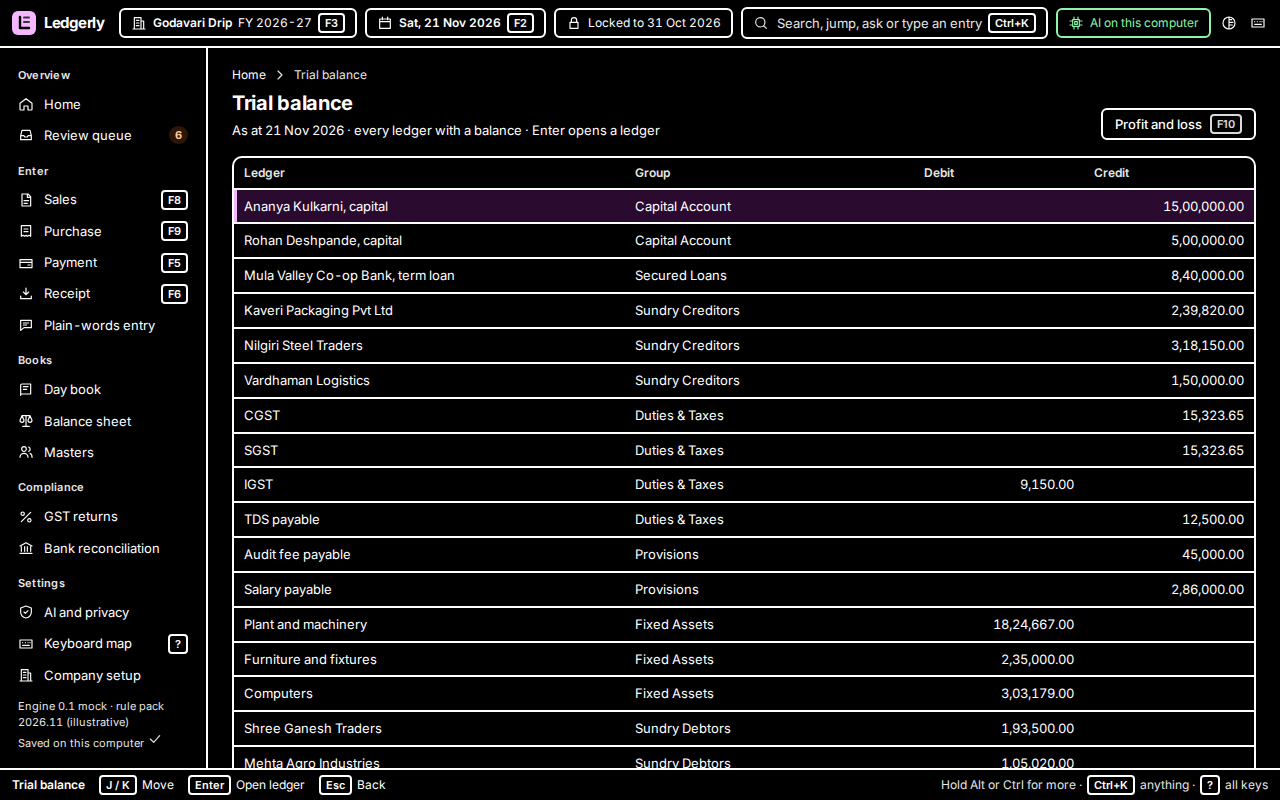 Ledgerly
Godavari Drip FY 2026-27 F3
Sat, 21 Nov 2026 F2
Locked to 31 Oct 2026
Search, jump, ask or type an entry Ctrl+K
AI on this computer
Overview
Home
Review queue 6
Enter
Sales F8
Purchase F9
Payment F5
Receipt F6
Plain-words entry
Books
Day book
Balance sheet
Masters
Compliance
GST returns
Bank reconciliation
Settings
AI and privacy
Keyboard map ?
Company setup
Engine 0.1 mock · rule pack
2026.11 (illustrative)
Saved on this computer
Home > Trial balance
Trial balance
As at 21 Nov 2026 · every ledger with a balance · Enter opens a ledger
Profit and loss F10
Ledger Group Debit Credit
Ananya Kulkarni, capital Capital Account 15,00,000.00
Rohan Deshpande, capital Capital Account 5,00,000.00
Mula Valley Co-op Bank, term loan Secured Loans 8,40,000.00
Kaveri Packaging Pvt Ltd Sundry Creditors 2,39,820.00
Nilgiri Steel Traders Sundry Creditors 3,18,150.00
Vardhaman Logistics Sundry Creditors 1,50,000.00
CGST Duties & Taxes 15,323.65
SGST Duties & Taxes 15,323.65
IGST Duties & Taxes 9,150.00
TDS payable Duties & Taxes 12,500.00
Audit fee payable Provisions 45,000.00
Salary payable Provisions 2,86,000.00
Plant and machinery Fixed Assets 18,24,667.00
Furniture and fixtures Fixed Assets 2,35,000.00
Computers Fixed Assets 3,03,179.00
Shree Ganesh Traders Sundry Debtors 1,93,500.00
Mehta Agro Industries Sundry Debtors 1,05,020.00
Trial balance J / K Move Enter Open ledger Esc Back
Hold Alt or Ctrl for more · Ctrl+K anything · ? all keys